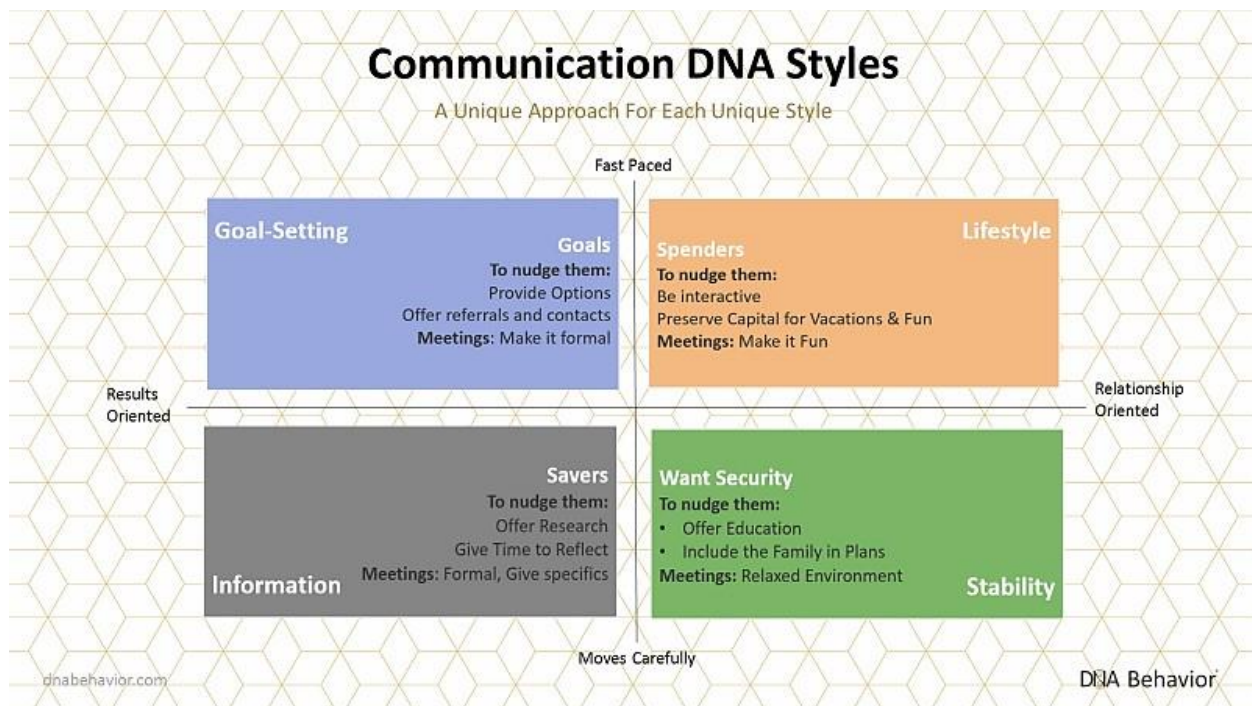 Communication DNA Styles
A Unique Approach For Each Unique Style
Fast Paced
Goal-Setting
Goals
To nudge them:
Provide Options
Offer referrals and contacts
Meetings: Make it formal
Lifestyle
Spenders
To nudge them:
Be interactive
Preserve Capital for Vacations & Fun
Meetings: Make it Fun
Results
Oriented
Relationship
Oriented
Savers
To nudge them:
Offer Research
Give Time to Reflect
Meetings: Formal, Give specifics
Information
Want Security
To nudge them:
• Offer Education
• Include the Family in Plans
Meetings: Relaxed Environment
Stability
Moves Carefully
dnabehavior.com
DNA Behavior